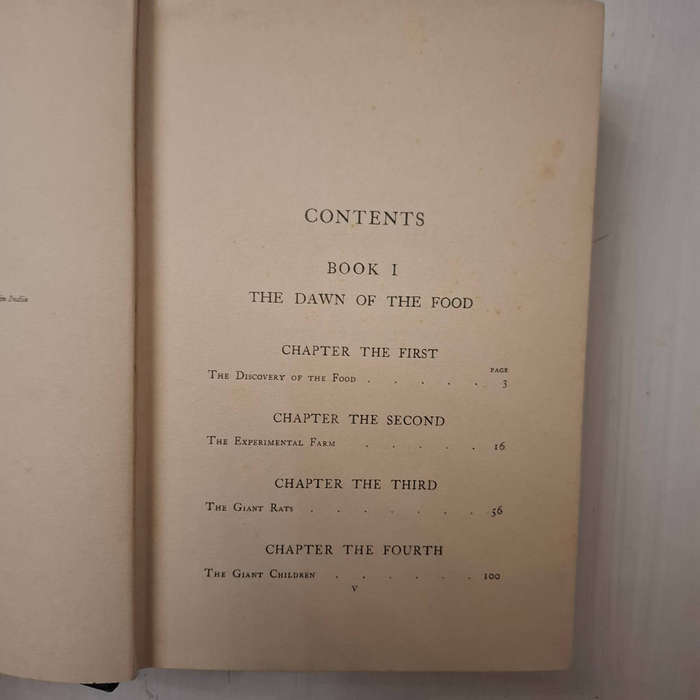 in India
CONTENTS
BOOK I
THE DAWN OF THE FOOD
CHAPTER THE FIRST
PAGE
The Discovery of the Food . . . . . 3
CHAPTER THE SECOND
The Experimental Farm . . . . . 16
CHAPTER THE THIRD
The Giant Rats . . . . . . . 56
CHAPTER THE FOURTH
The Giant Children . . . . . . 100
V